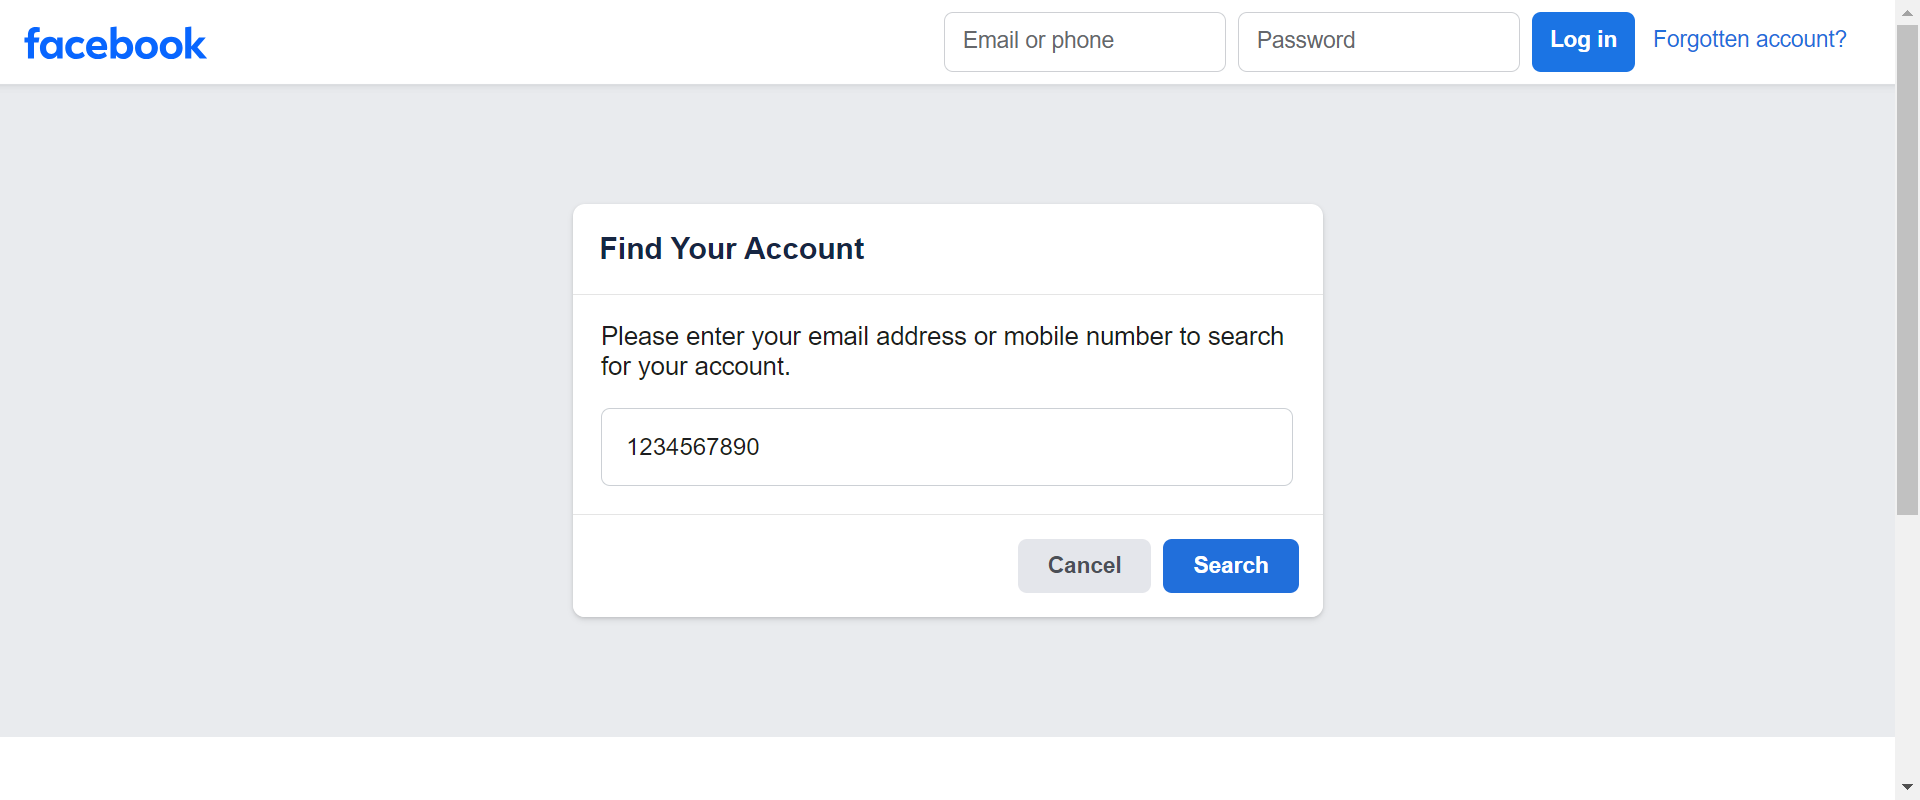 facebook
Email or phone
Password
Log in
Forgotten account?
Find Your Account
Please enter your email address or mobile number to search
for your account.
1234567890
Cancel
Search